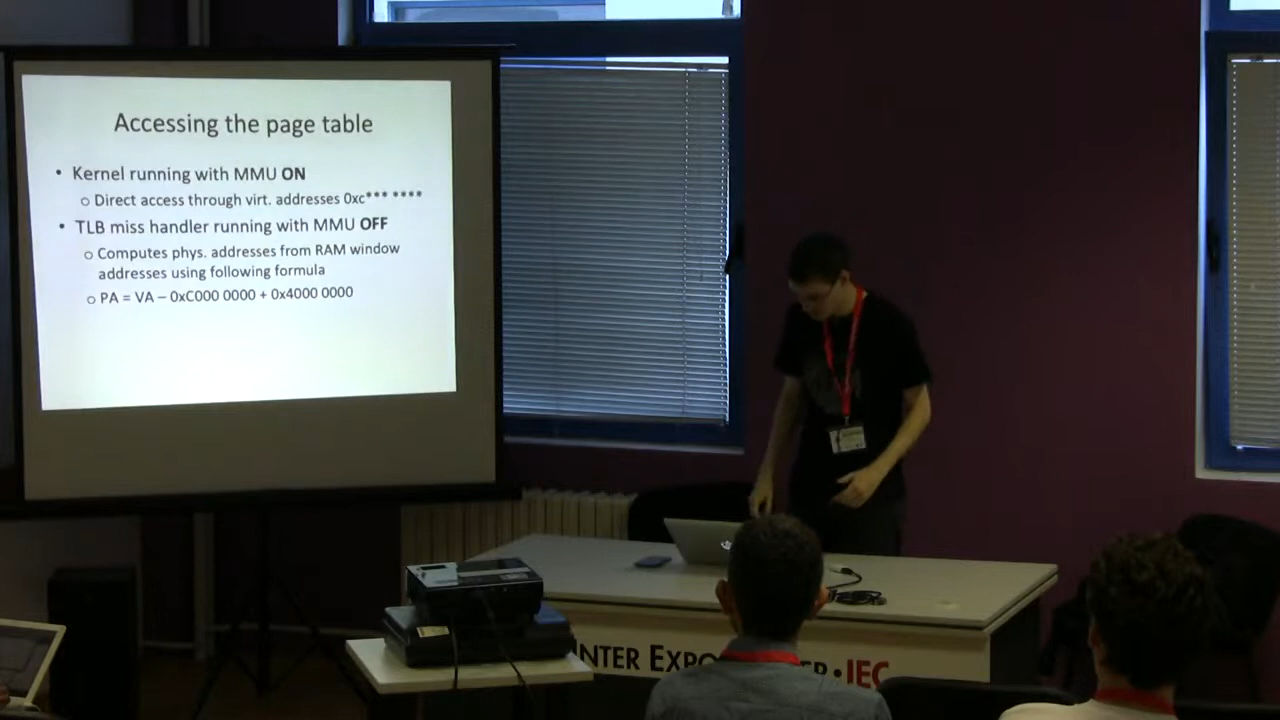 Accessing the page table
• Kernel running with MMU ON
o Direct access through virt. addresses 0xc*** ****
• TLB miss handler running with MMU OFF
o Computes phys. addresses from RAM window
addresses using following formula
o PA = VA – 0xC000 0000 + 0x4000 0000
INTER EXPO
• IEC